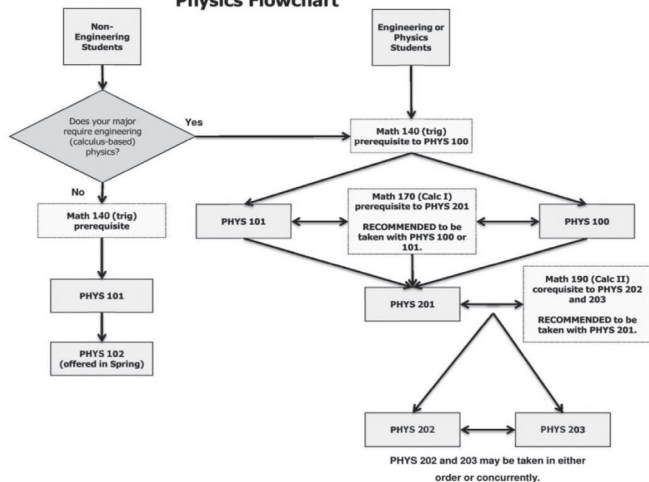 Physics Flowchart
Non-
Engineering
Students
Engineering or
Physics
Students
Does your major
require engineering
(calculus-based)
physics?
Yes
No
Math 140 (trig)
prerequisite to PHYS 100
Math 140 (trig)
prerequisite
PHYS 101
PHYS 102
(offered in Spring)
PHYS 101
Math 170 (Calc I)
prerequisite to PHYS 201
RECOMMENDED to be
taken with PHYS 100 or
101.
PHYS 100
PHYS 201
Math 190 (Calc II)
corequisite to PHYS 202
and 203
RECOMMENDED to be
taken with PHYS 201.
PHYS 202
PHYS 203
PHYS 202 and 203 may be taken in either
order or concurrently.